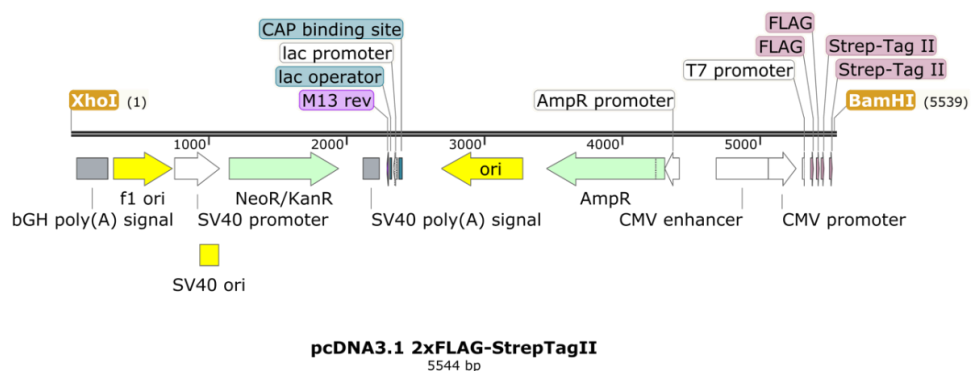 FLAG
CAP binding site
lac promoter
FLAG
Strep-Tag II
lac operator
T7 promoter
Strep-Tag II
XhoI (1)
M13 rev
AmpR promoter
BamHI (5539)
1000
2000
3000
4000
5000
ori
f1 ori
NeoR/KanR
AmpR
bGH poly(A) signal
SV40 promoter
SV40 poly(A) signal
CMV enhancer
CMV promoter
SV40 ori
pcDNA3.1 2xFLAG-StrepTagII
5544 bp